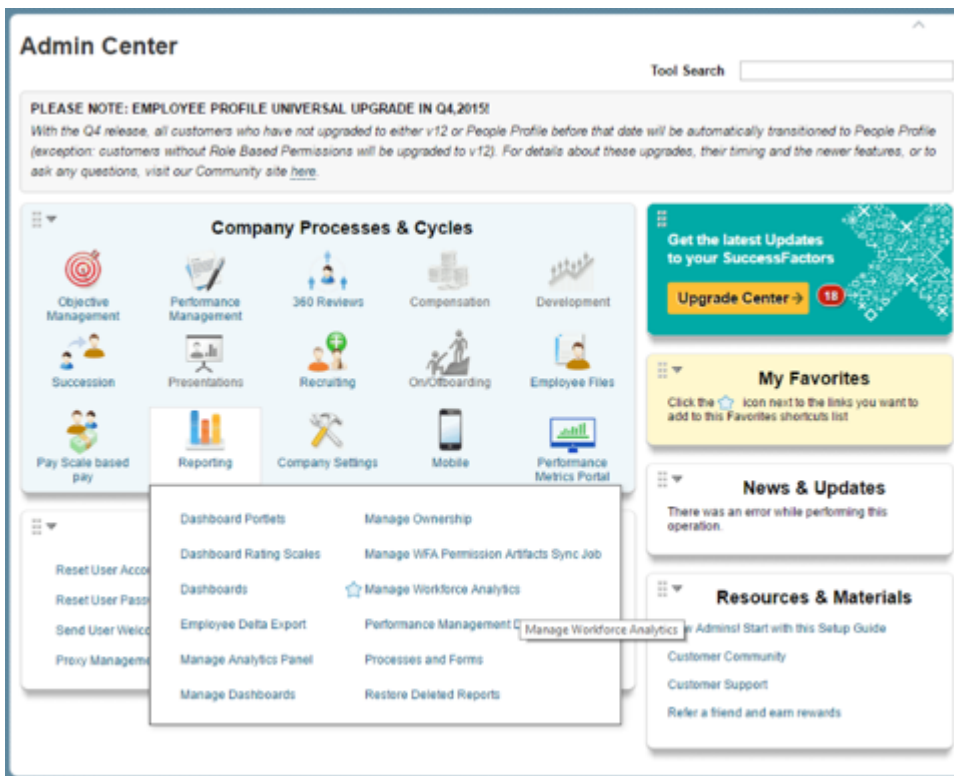 Admin Center
Tool Search
PLEASE NOTE: EMPLOYEE PROFILE UNIVERSAL UPGRADE IN Q4,2015!
With the Q4 release, all customers who have not upgraded to either v12 or People Profile before that date will be automatically transitioned to People Profile
(exception: customers without Role Based Permissions will be upgraded to v12). For details about these upgrades, their timing and the newer features, or to
ask any questions, visit our Community site here.
Company Processes & Cycles
Objective
Management
Performance
Management
360 Reviews
Compensation
Development
Succession
Presentations
Recruiting
On/Offboarding
Employee Files
Pay Scale based
pay
Reporting
Company Settings
Mobile
Performance
Metrics Portal
Dashboard Portlets
Manage Ownership
Dashboard Rating Scales
Manage WFA Permission Artifacts Sync Job
Dashboards
Manage Workforce Analytics
Employee Delta Export
Performance Management D
Manage Workforce Analytics
Manage Analytics Panel
Processes and Forms
Manage Dashboards
Restore Deleted Reports
Reset User Acco
Reset User Pass
Send User Welco
Proxy Manageme
Get the latest Updates
to your SuccessFactors
Upgrade Center
18
My Favorites
Click the icon next to the links you want to
add to this Favorites shortcuts list
News & Updates
There was an error while performing this
operation.
Resources & Materials
w Admins! Start with this Setup Guide
Customer Community
Customer Support
Refer a friend and earn rewards